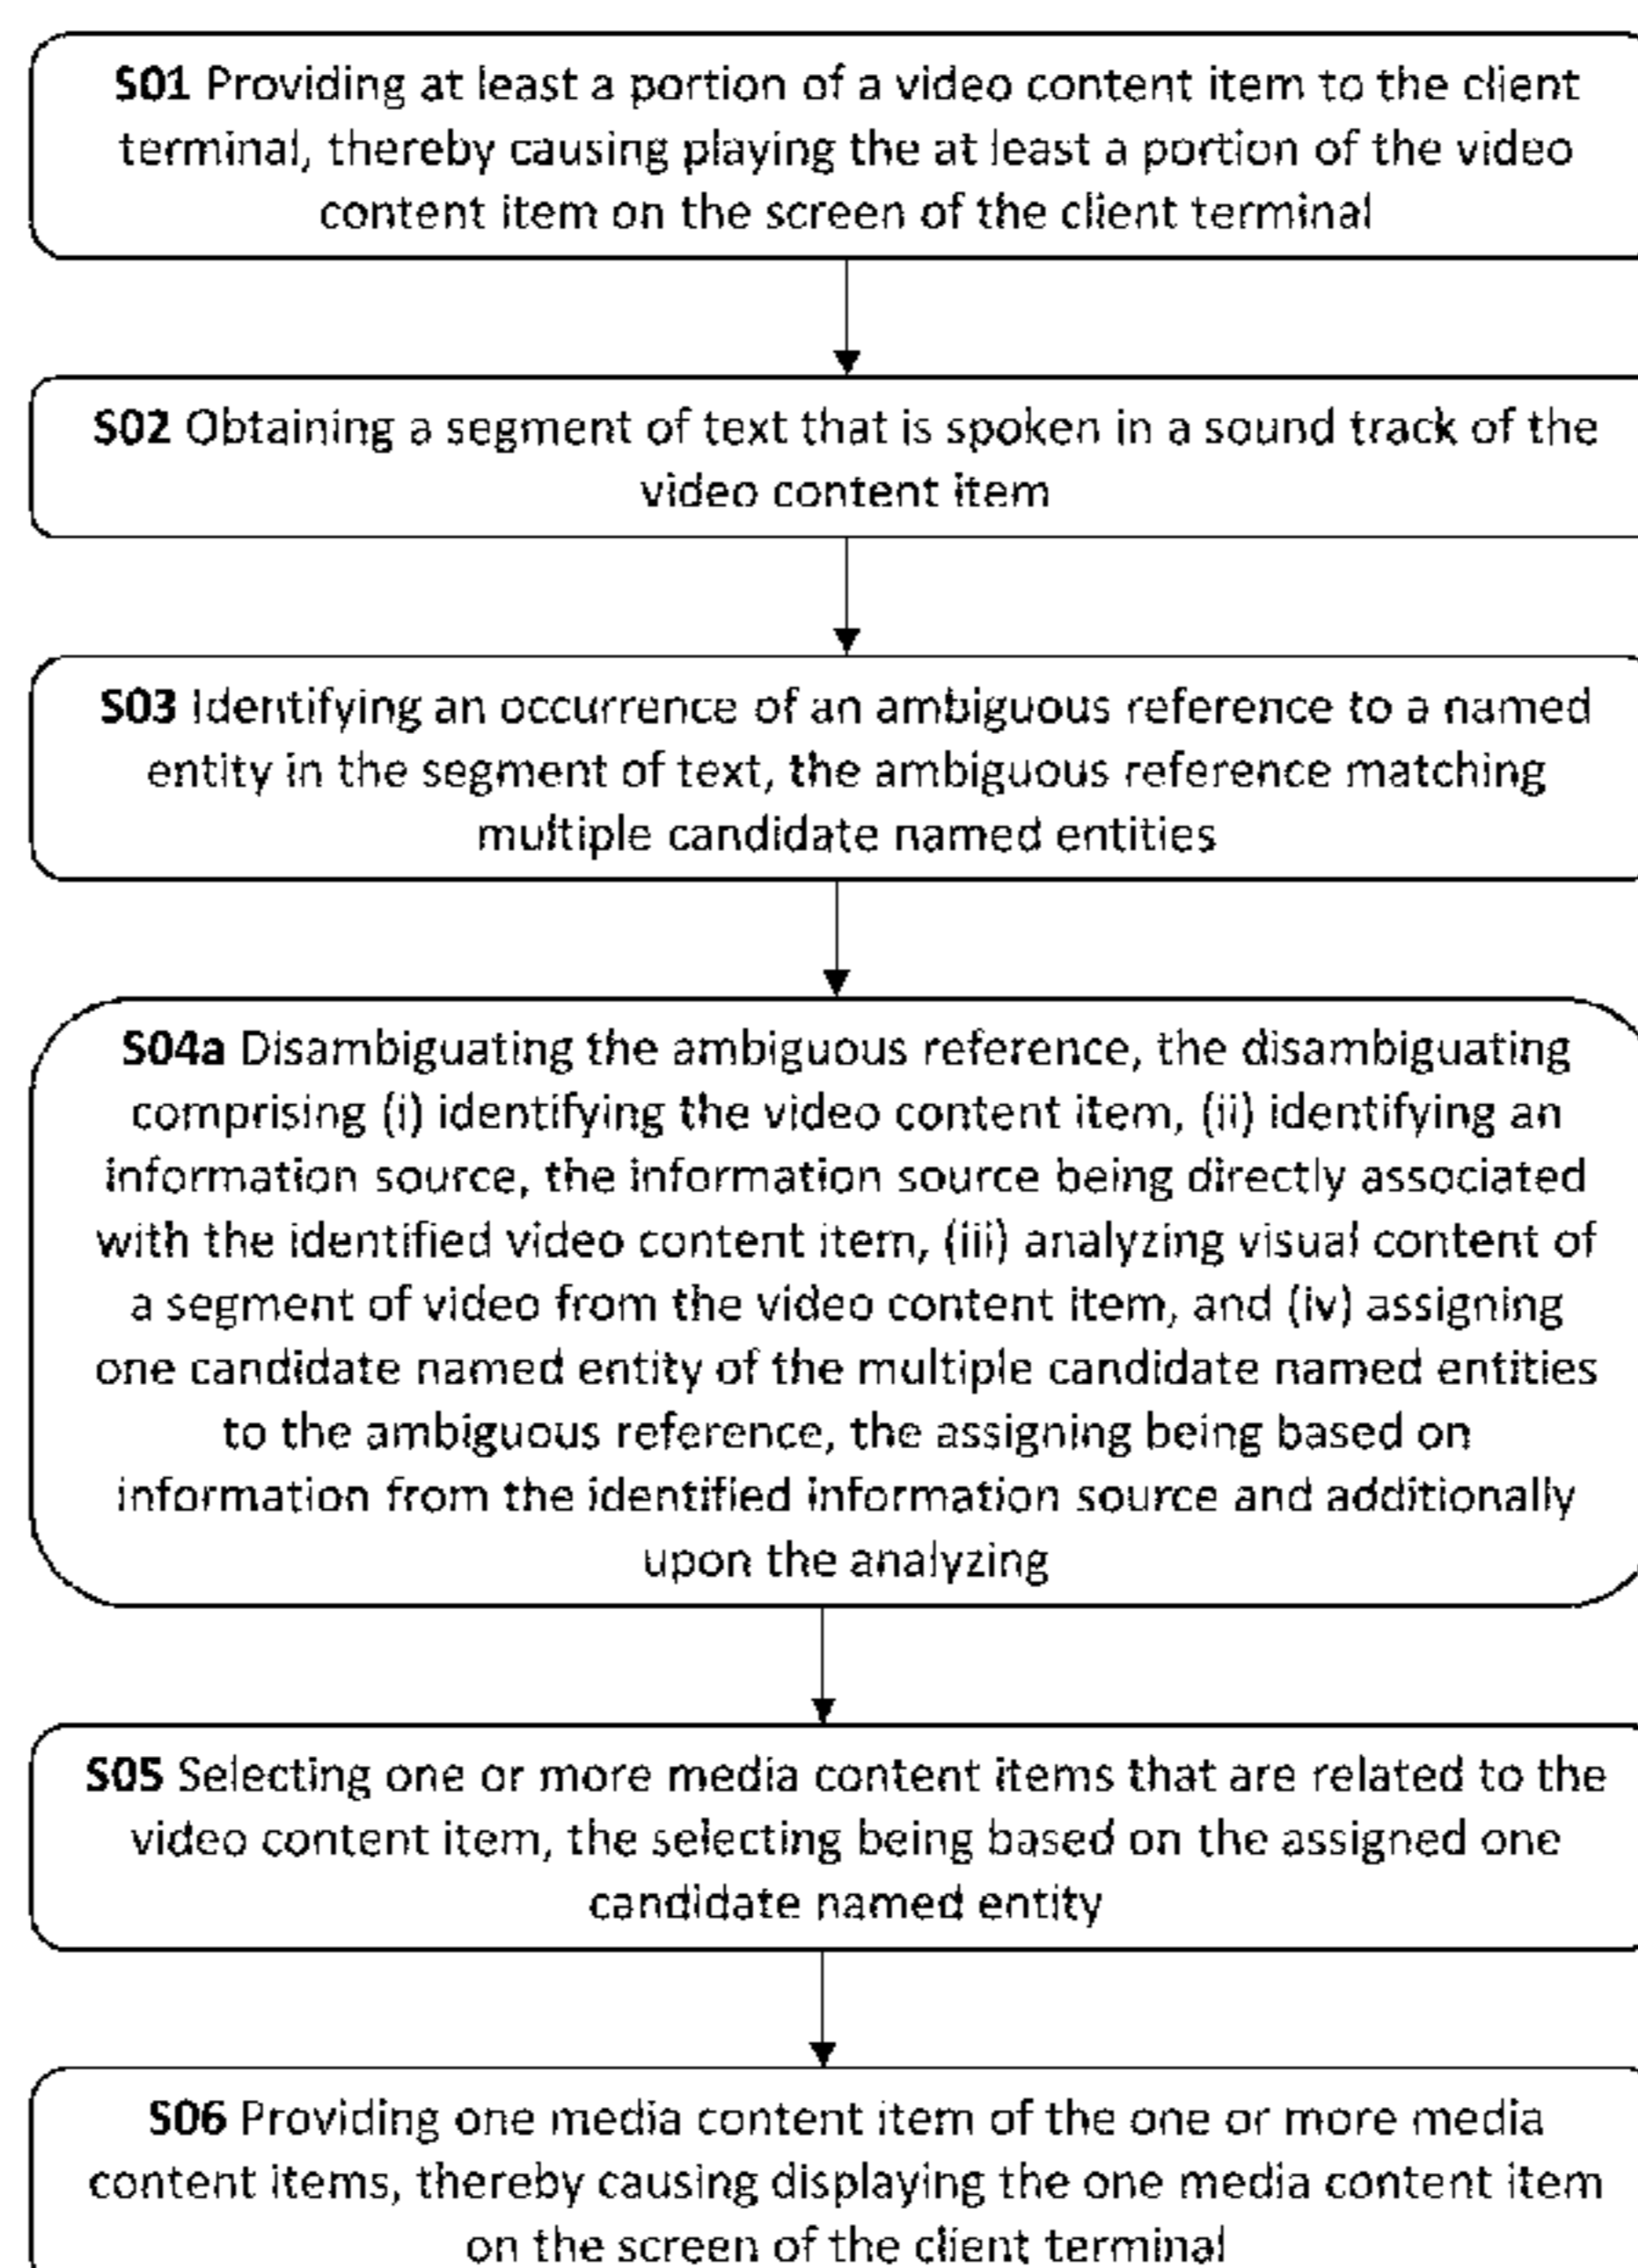 S01 Providing at least a portion of a video content item to the client
terminal, thereby causing playing the at least a portion of the video
content item on the screen of the client terminal
S02 Obtaining a segment of text that is spoken in a sound track of the
video content item
S03 Identifying an occurrence of an ambiguous reference to a named
entity in the segment of text, the ambiguous reference matching
multiple candidate named entities
S04a Disambiguating the ambiguous reference, the disambiguating
comprising (i) identifying the video content item, (ii) identifying an
information source, the information source being directly associated
with the identified video content item, (iii) analyzing visual content of
a segment of video from the video content item, and (iv) assigning
one candidate named entity of the multiple candidate named entities
to the ambiguous reference, the assigning being based on
information from the identified information source and additionally
upon the analyzing
S05 Selecting one or more media content items that are related to the
video content item, the selecting being based on the assigned one
candidate named entity
S06 Providing one media content item of the one or more media
content items, thereby causing displaying the one media content item
on the screen of the client terminal